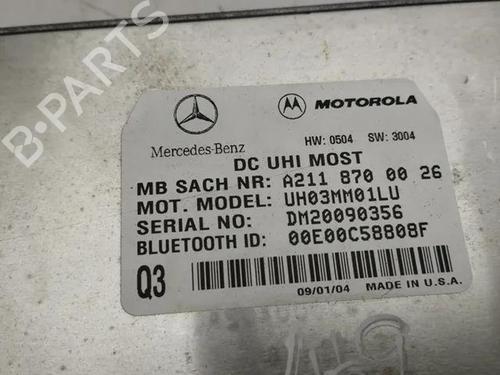 B-PARTS
Mercedes-Benz
MOTOROLA
HW: 0504 SW: 3004
DC UHI MOST
MB SACH NR: A211 870 00 26
MOT. MODEL: UH03MM01LU
SERIAL NO: DM20090356
BLUETOOTH ID: 00E00C58808F
Q3
09/01/04 MADE IN U.S.A.